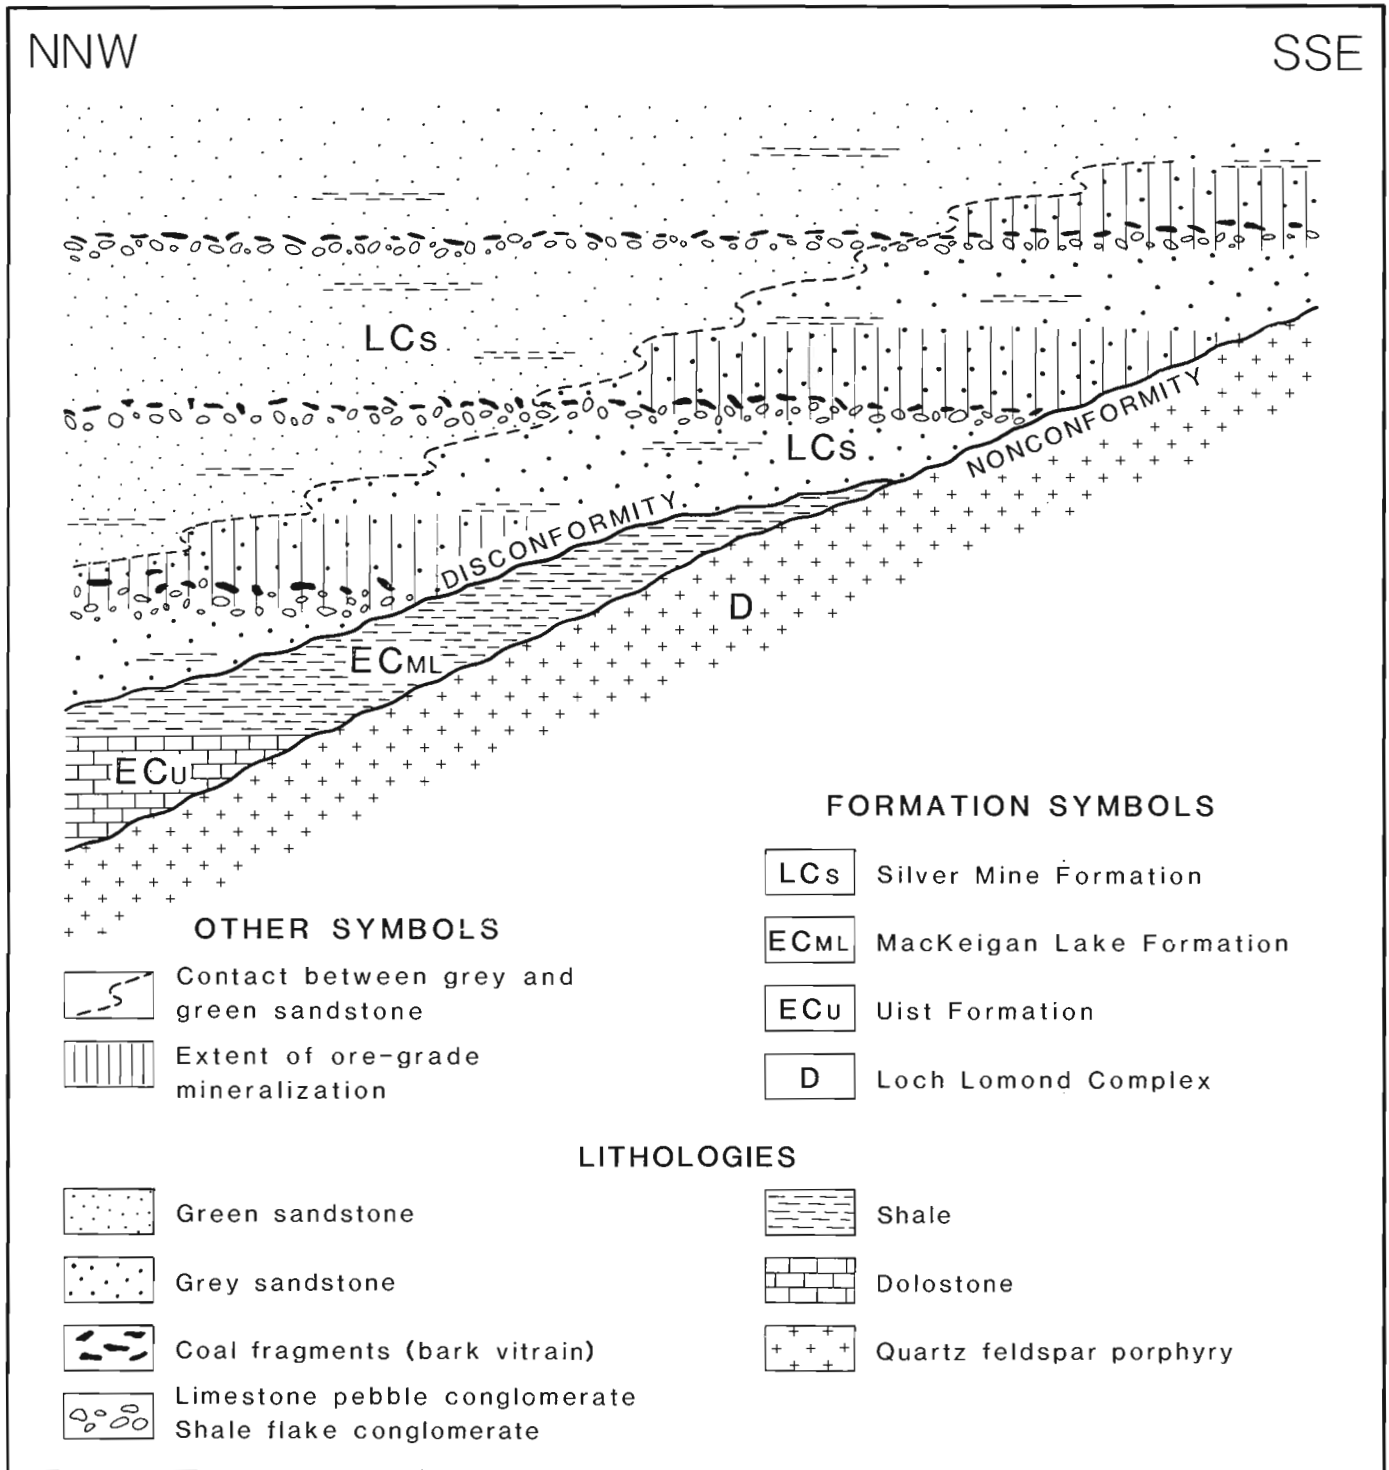 NNW
SSE
LCs
LCs
DISCONFORMITY
NONCONFORMITY
D
ECML
ECU
FORMATION SYMBOLS
LCs Silver Mine Formation
ECML MacKeigan Lake Formation
ECU Uist Formation
D Loch Lomond Complex
OTHER SYMBOLS
Contact between grey and
green sandstone
Extent of ore-grade
mineralization
LITHOLOGIES
Green sandstone
Grey sandstone
Coal fragments (bark vitrain)
Limestone pebble conglomerate
Shale flake conglomerate
Shale
Dolostone
Quartz feldspar porphyry